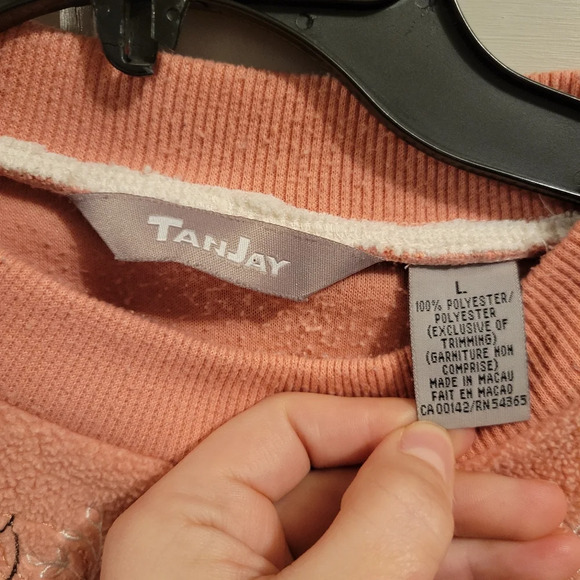 TANJAY
L.
100% POLYESTER/
POLYESTER
(EXCLUSIVE OF
TRIMMING)
(GARNITURE NON
COMPRISE)
MADE IN MACAU
FAIT EN MACAO
CA00142/RN54365